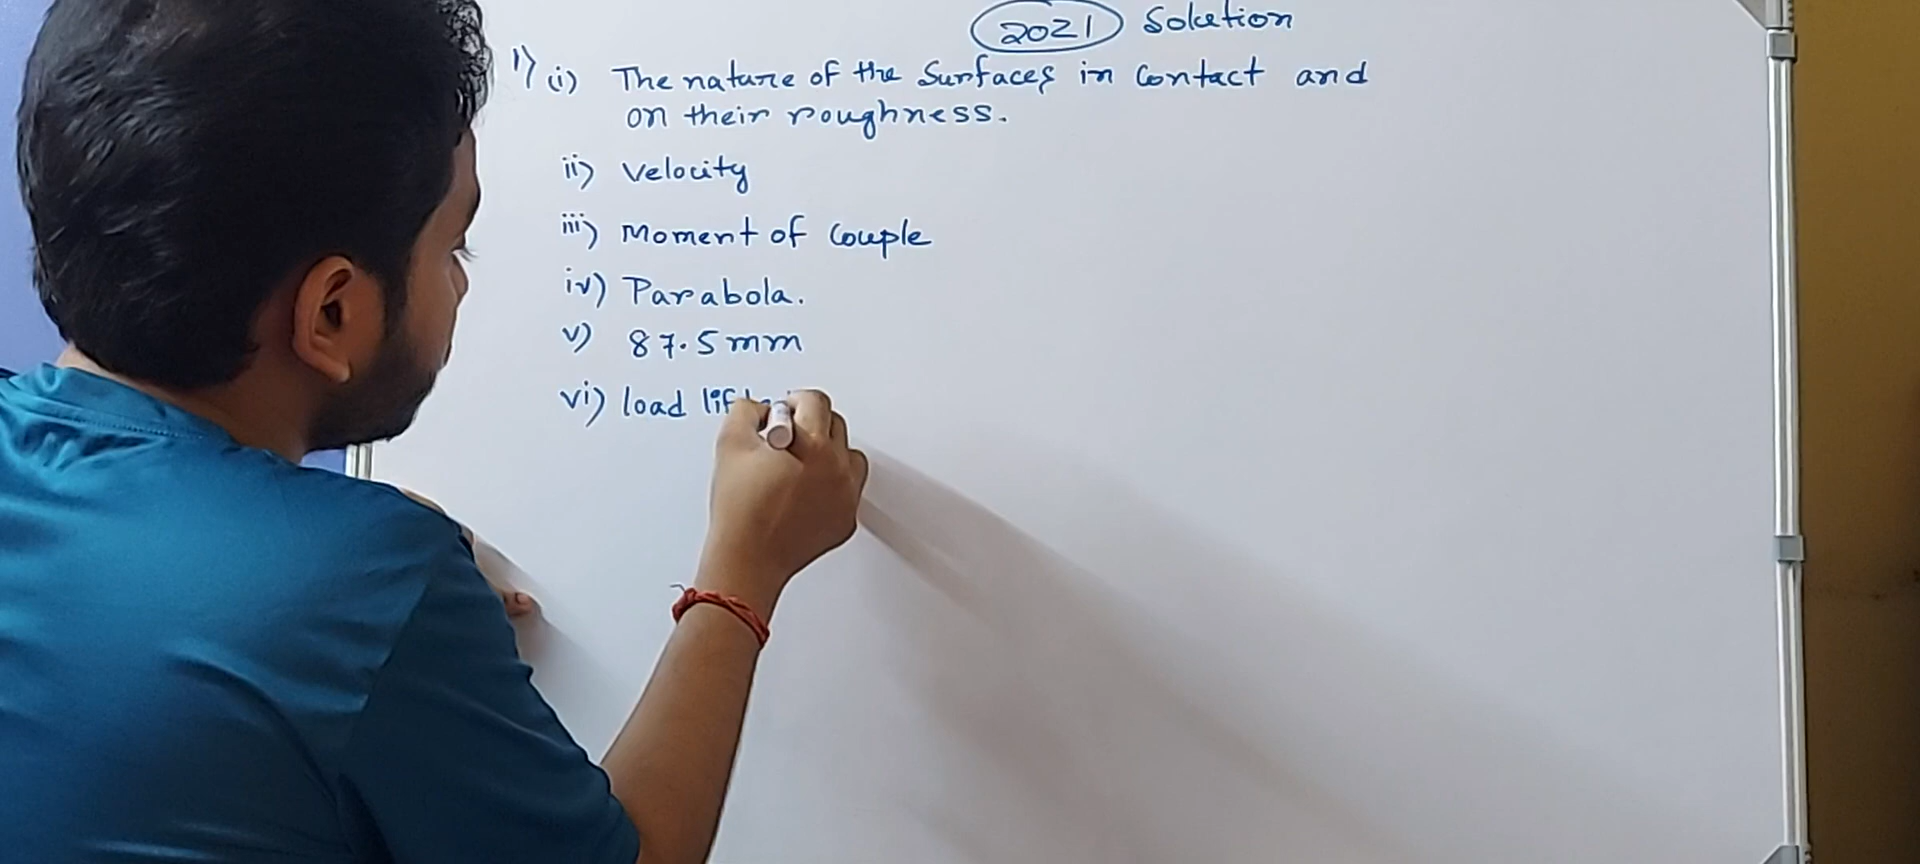 2021 Solution
1) (i) The nature of the Surfaces in Contact and
on their roughness.
ii) Velocity
iii) Moment of Couple
iv) Parabola.
v) 87.5 mm
vi) load